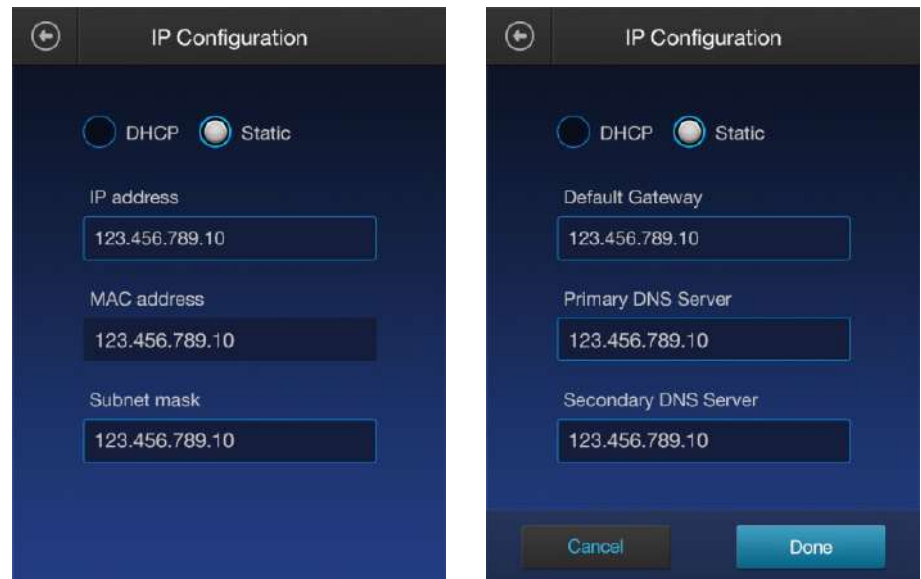 IP Configuration
DHCP Static
IP address
123.456.789.10
MAC address
123.456.789.10
Subnet mask
123.456.789.10
IP Configuration
DHCP Static
Default Gateway
123.456.789.10
Primary DNS Server
123.456.789.10
Secondary DNS Server
123.456.789.10
Cancel Done